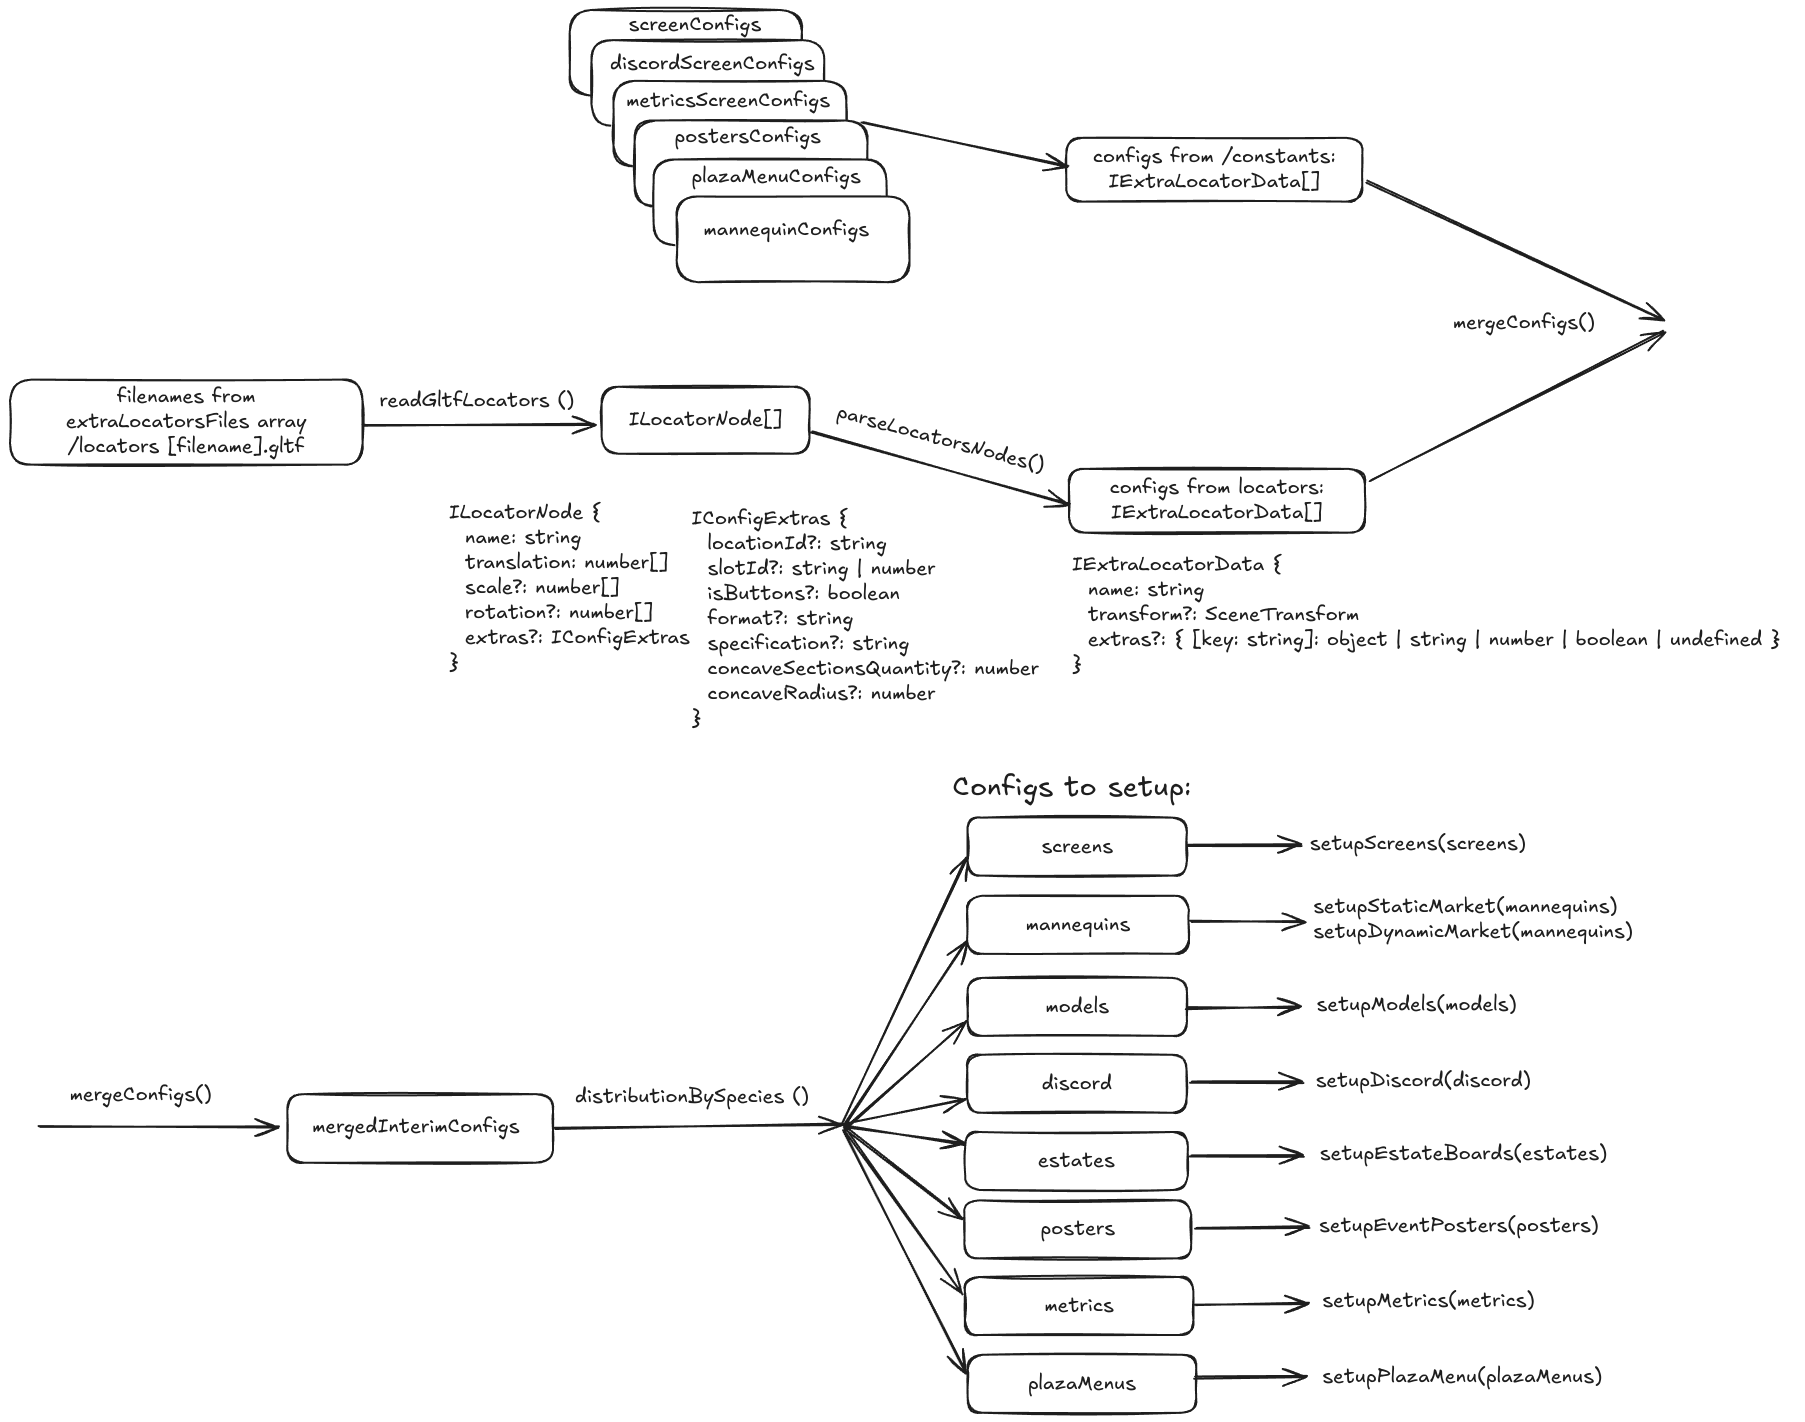 screenConfigs
discordScreenConfigs
metricsScreenConfigs
postersConfigs
plazaMenuConfigs
mannequinConfigs
configs from /constants:
IExtraLocatorData[]
mergeConfigs()
filenames from
extraLocatorsFiles array
/locators [filename].gltf
readGltfLocators ()
ILocatorNode[]
parseLocatorsNodes()
configs from locators:
IExtraLocatorData[]
ILocatorNode {
name: string
translation: number[]
scale?: number[]
rotation?: number[]
extras?: IConfigExtras
}
IConfigExtras {
locationId?: string
slotId?: string | number
isButtons?: boolean
format?: string
specification?: string
concaveSectionsQuantity?: number
concaveRadius?: number
}
IExtraLocatorData {
name: string
transform?: SceneTransform
extras?: { [key: string]: object | string | number | boolean | undefined }
}
Configs to setup:
screens
setupScreens(screens)
mannequins
setupStaticMarket(mannequins)
setupDynamicMarket(mannequins)
models
setupModels(models)
discord
setupDiscord(discord)
mergeConfigs()
mergedInterimConfigs
distributionBySpecies ()
estates
setupEstateBoards(estates)
posters
setupEventPosters(posters)
metrics
setupMetrics(metrics)
plazaMenus
setupPlazaMenu(plazaMenus)